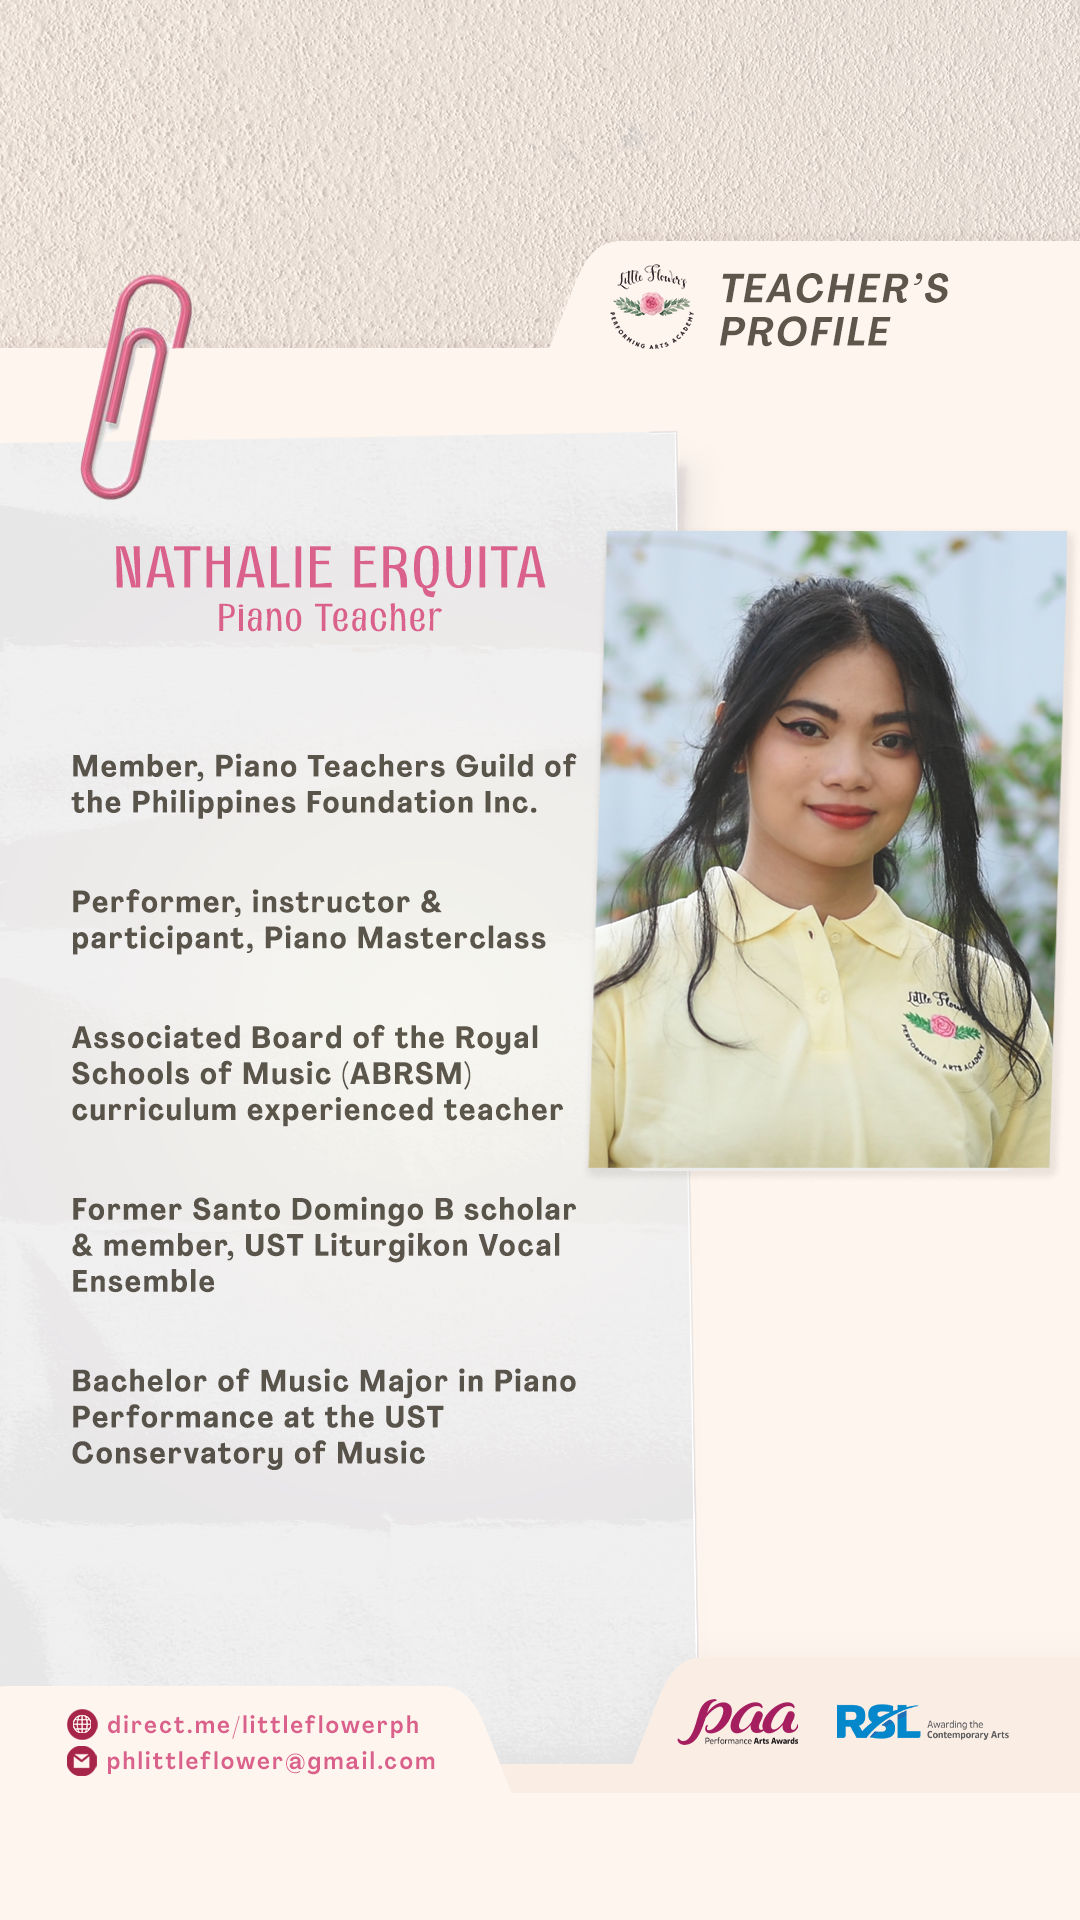 Little Flower's
PERFORMING ARTS ACADEMY
TEACHER’S
PROFILE
NATHALIE ERQUITA
Piano Teacher
Member, Piano Teachers Guild of
the Philippines Foundation Inc.
Performer, instructor &
participant, Piano Masterclass
Associated Board of the Royal
Schools of Music (ABRSM)
curriculum experienced teacher
Former Santo Domingo B scholar
& member, UST Liturgikon Vocal
Ensemble
Bachelor of Music Major in Piano
Performance at the UST
Conservatory of Music
Little
PERFORMING ARTS ACADEMY
direct.me/littleflowerph
phlittleflower@gmail.com
paa
Performance Arts Awards
RSL
Awarding the
Contemporary Arts